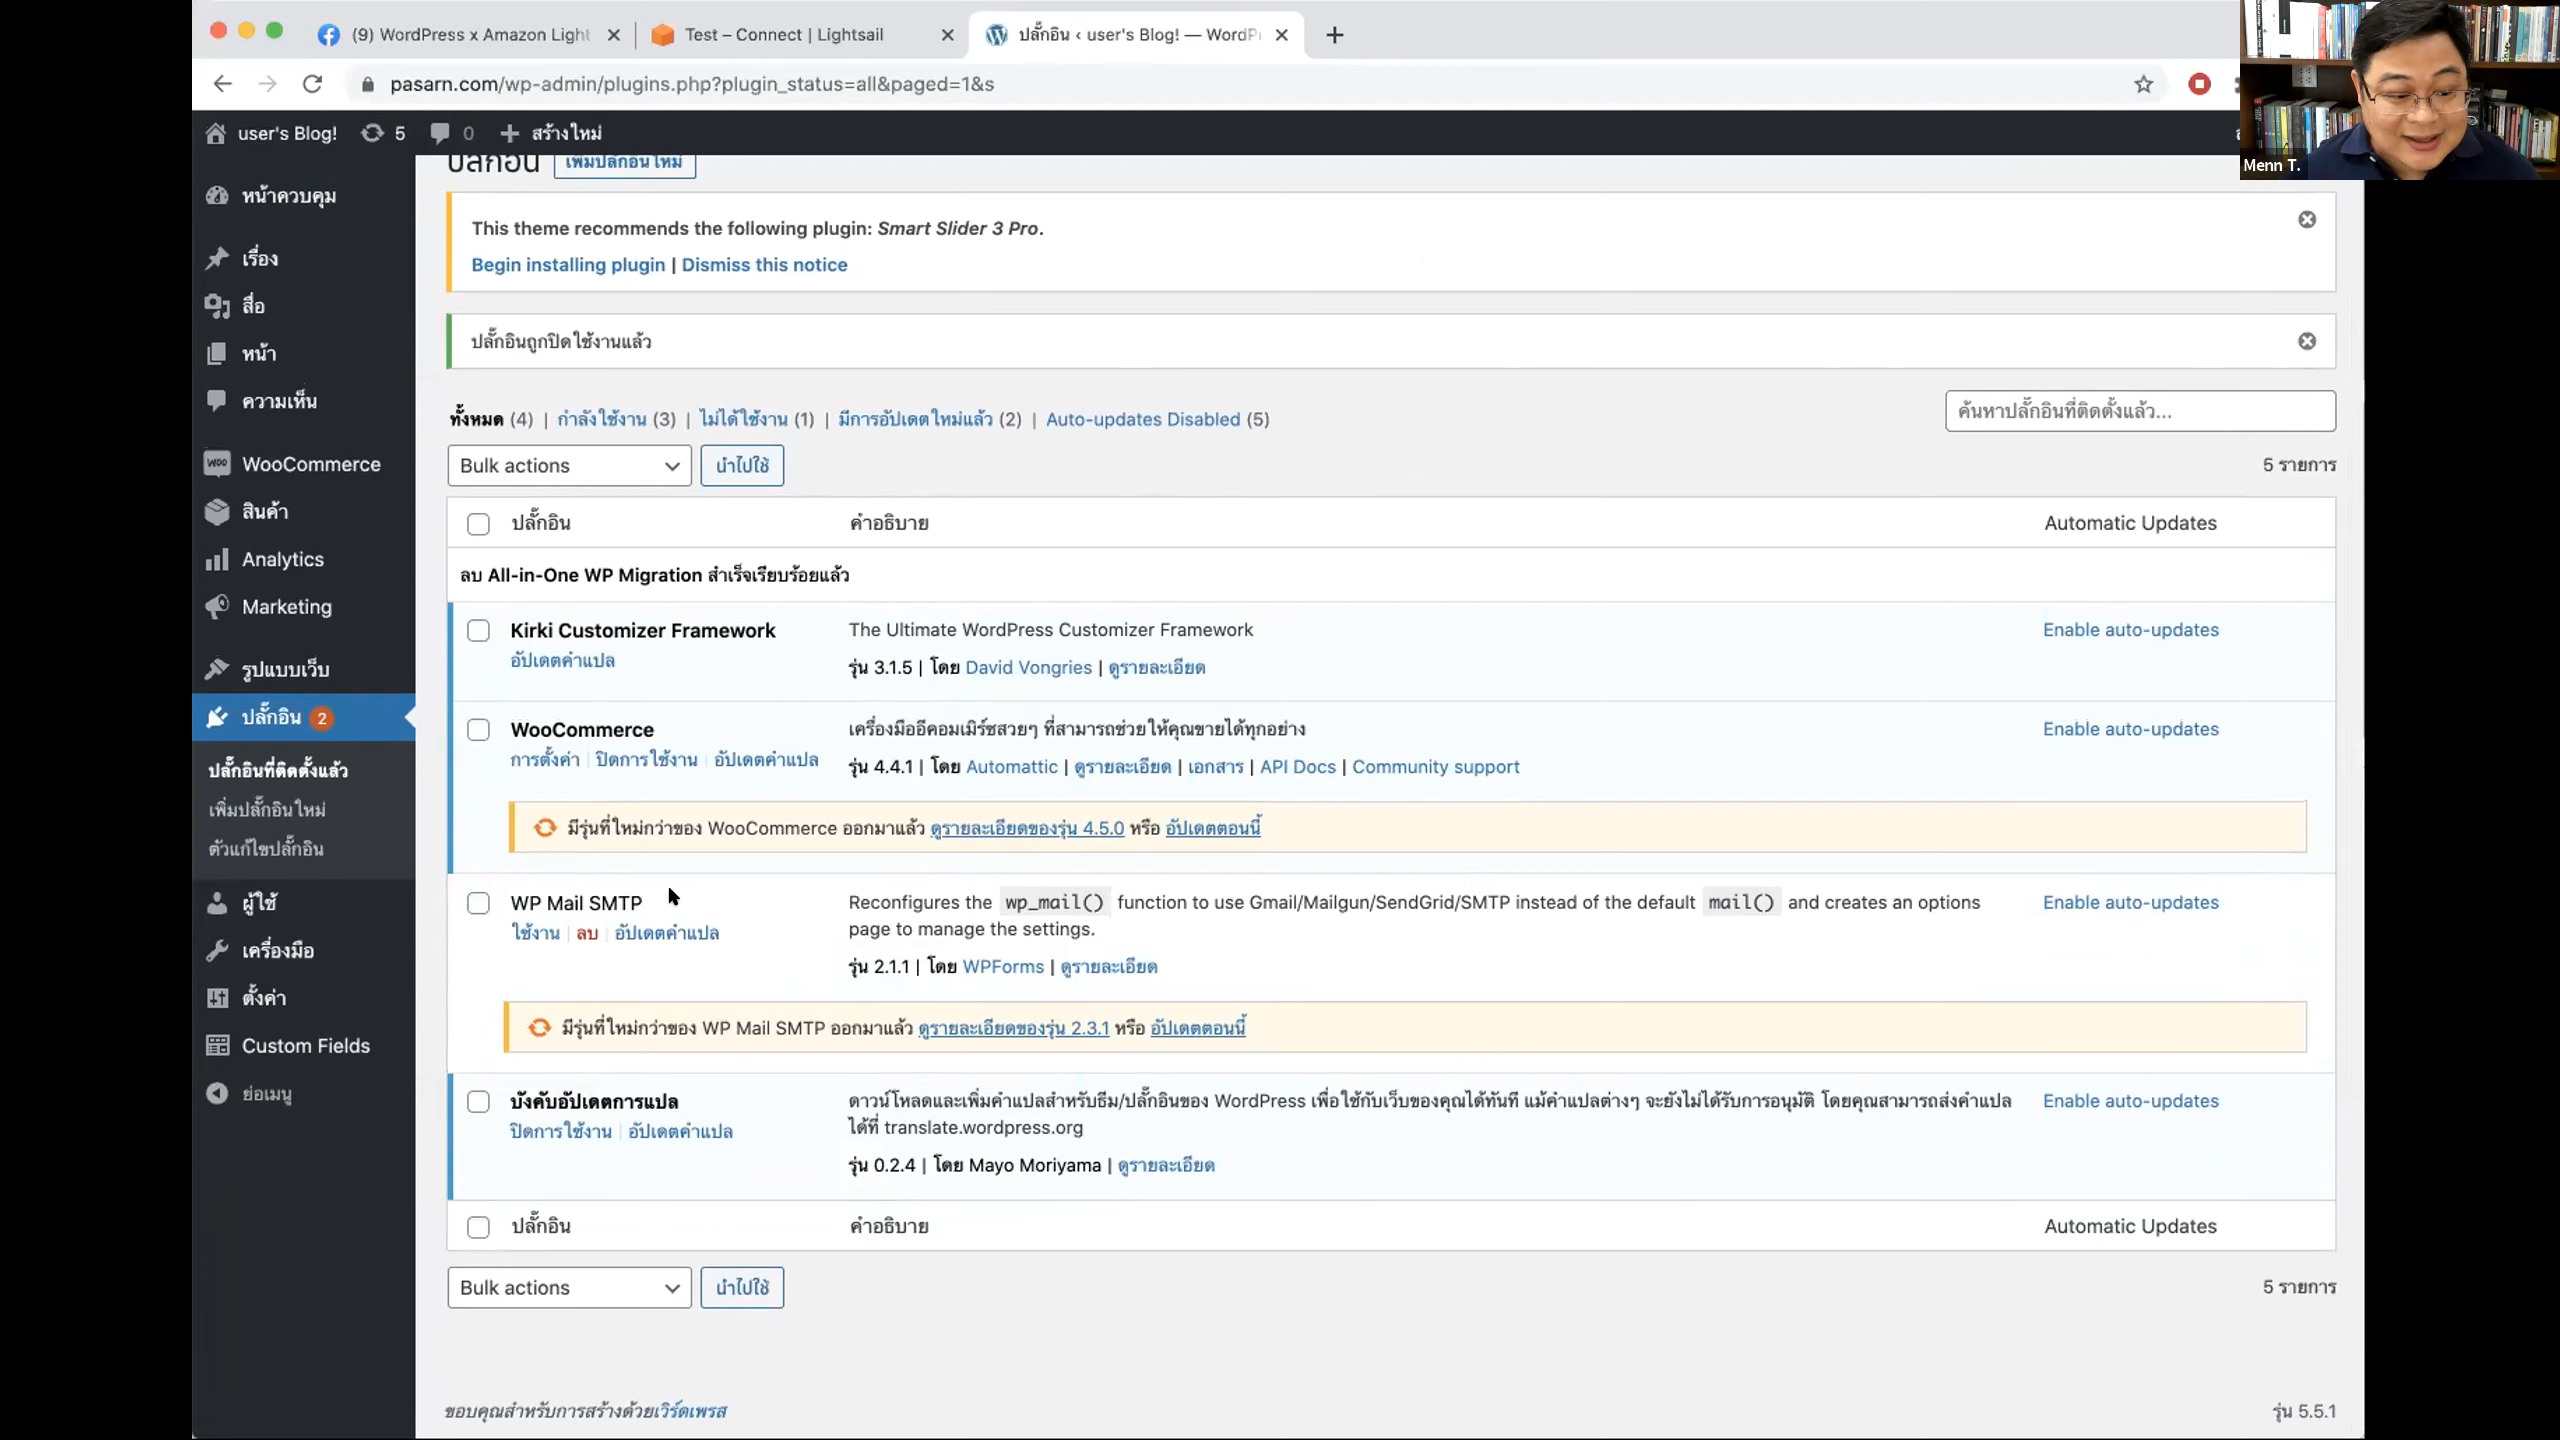 (9) WordPress x Amazon Light
Test – Connect | Lightsail
ปลั๊กอิน ‹ user's Blog! — WordPr
pasarn.com/wp-admin/plugins.php?plugin_status=all&paged=1&s
user's Blog!
5
0
สร้างใหม่
Menn T.
หน้าควบคุม
เรื่อง
สื่อ
หน้า
ความเห็น
WooCommerce
สินค้า
Analytics
Marketing
รูปแบบเว็บ
ปลั๊กอิน 2
ปลั๊กอินที่ติดตั้งแล้ว
เพิ่มปลั๊กอินใหม่
ตัวแก้ไขปลั๊กอิน
ผู้ใช้
เครื่องมือ
ตั้งค่า
Custom Fields
ย่อเมนู
ปลั๊กอิน เพิ่มปลั๊กอินใหม่
This theme recommends the following plugin: Smart Slider 3 Pro.
Begin installing plugin | Dismiss this notice
ปลั๊กอินถูกปิดใช้งานแล้ว
ทั้งหมด (4) | กำลังใช้งาน (3) | ไม่ได้ใช้งาน (1) | มีการอัปเดตใหม่แล้ว (2) | Auto-updates Disabled (5)
ค้นหาปลั๊กอินที่ติดตั้งแล้ว...
Bulk actions
นำไปใช้
5 รายการ
ปลั๊กอิน คำอธิบาย Automatic Updates
ลบ All-in-One WP Migration สำเร็จเรียบร้อยแล้ว
Kirki Customizer Framework
อัปเดตคำแปล
The Ultimate WordPress Customizer Framework
รุ่น 3.1.5 | โดย David Vongries | ดูรายละเอียด
Enable auto-updates
WooCommerce
การตั้งค่า | ปิดการใช้งาน | อัปเดตคำแปล
เครื่องมืออีคอมเมิร์ซสวยๆ ที่สามารถช่วยให้คุณขายได้ทุกอย่าง
รุ่น 4.4.1 | โดย Automattic | ดูรายละเอียด | เอกสาร | API Docs | Community support
Enable auto-updates
มีรุ่นที่ใหม่กว่าของ WooCommerce ออกมาแล้ว ดูรายละเอียดของรุ่น 4.5.0 หรือ อัปเดตตอนนี้
WP Mail SMTP
ใช้งาน | ลบ | อัปเดตคำแปล
Reconfigures the wp_mail() function to use Gmail/Mailgun/SendGrid/SMTP instead of the default mail() and creates an options
page to manage the settings.
รุ่น 2.1.1 | โดย WPForms | ดูรายละเอียด
Enable auto-updates
มีรุ่นที่ใหม่กว่าของ WP Mail SMTP ออกมาแล้ว ดูรายละเอียดของรุ่น 2.3.1 หรือ อัปเดตตอนนี้
บังคับอัปเดตการแปล
ปิดการใช้งาน | อัปเดตคำแปล
ดาวน์โหลดและเพิ่มคำแปลสำหรับธีม/ปลั๊กอินของ WordPress เพื่อใช้กับเว็บของคุณได้ทันที แม้คำแปลต่างๆ จะยังไม่ได้รับการอนุมัติ โดยคุณสามารถส่งคำแปล
ได้ที่ translate.wordpress.org
รุ่น 0.2.4 | โดย Mayo Moriyama | ดูรายละเอียด
Enable auto-updates
ปลั๊กอิน คำอธิบาย Automatic Updates
Bulk actions
นำไปใช้
5 รายการ
ขอบคุณสำหรับการสร้างด้วยเวิร์ดเพรส
รุ่น 5.5.1